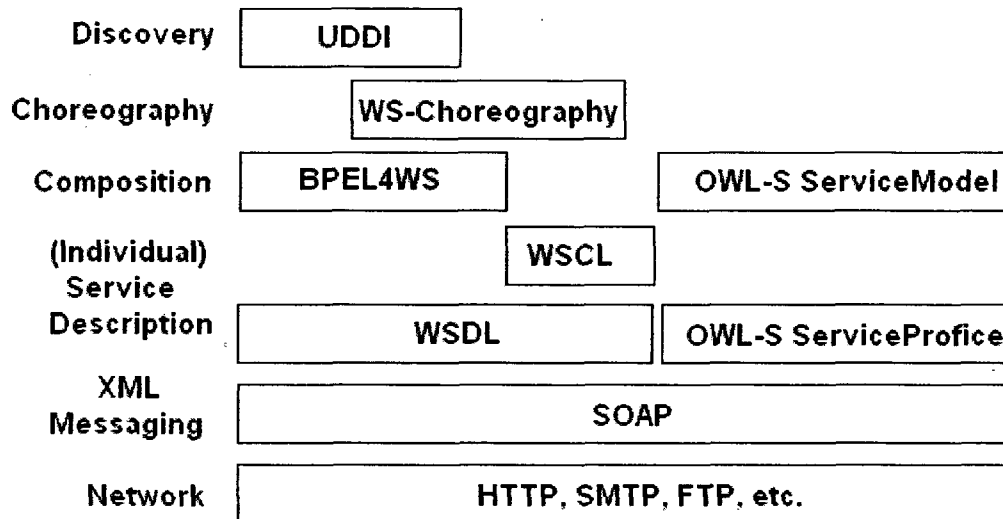 Discovery UDDI
Choreography WS-Choreography
Composition BPEL4WS OWL-S ServiceModel
(Individual)
Service
Description
WSCL
WSDL OWL-S ServiceProfice
XML
Messaging
SOAP
Network HTTP, SMTP, FTP, etc.